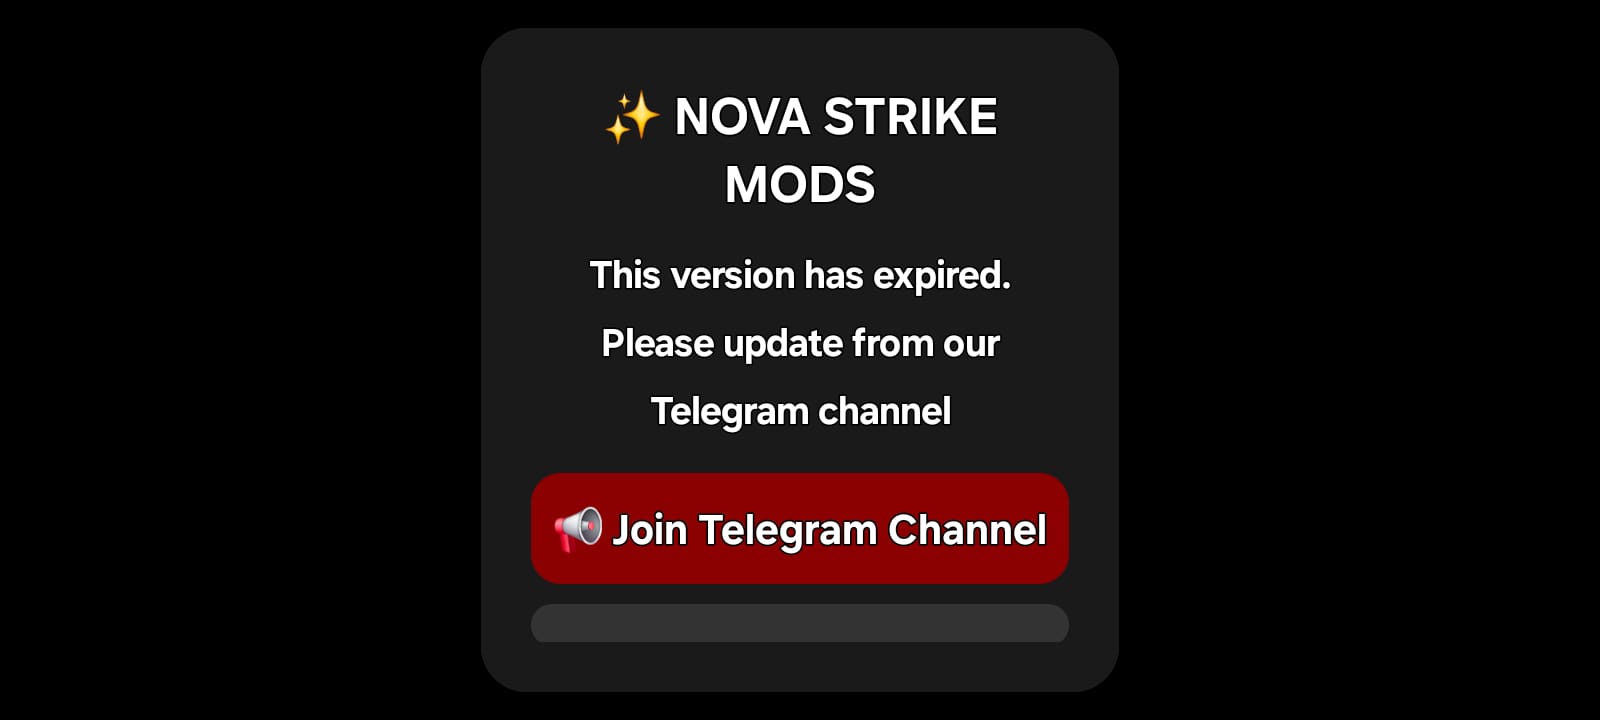 ✨ NOVA STRIKE
MODS
This version has expired.
Please update from our
Telegram channel
📢 Join Telegram Channel